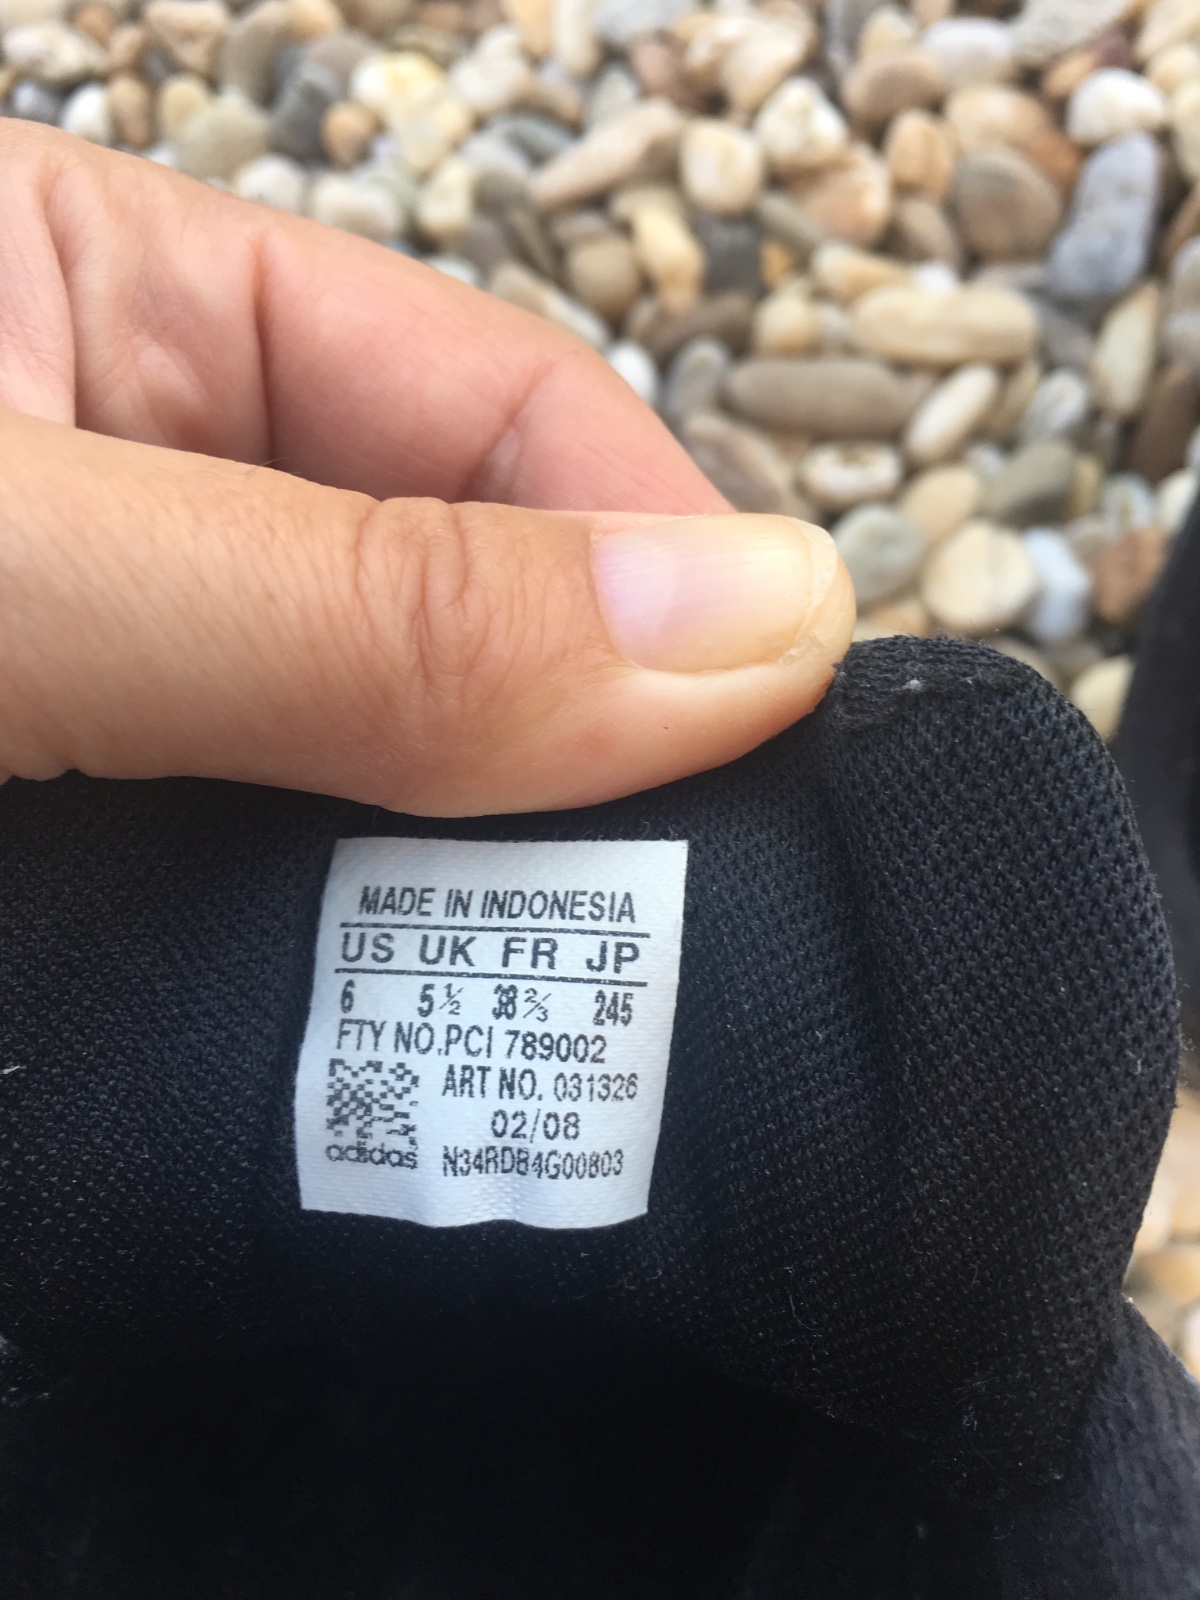 MADE IN INDONESIA
US UK FR JP
6 5½ 38⅔ 245
FTY NO.PCI 789002
ART NO. 031326
02/08
adidas N34RDB4G00803